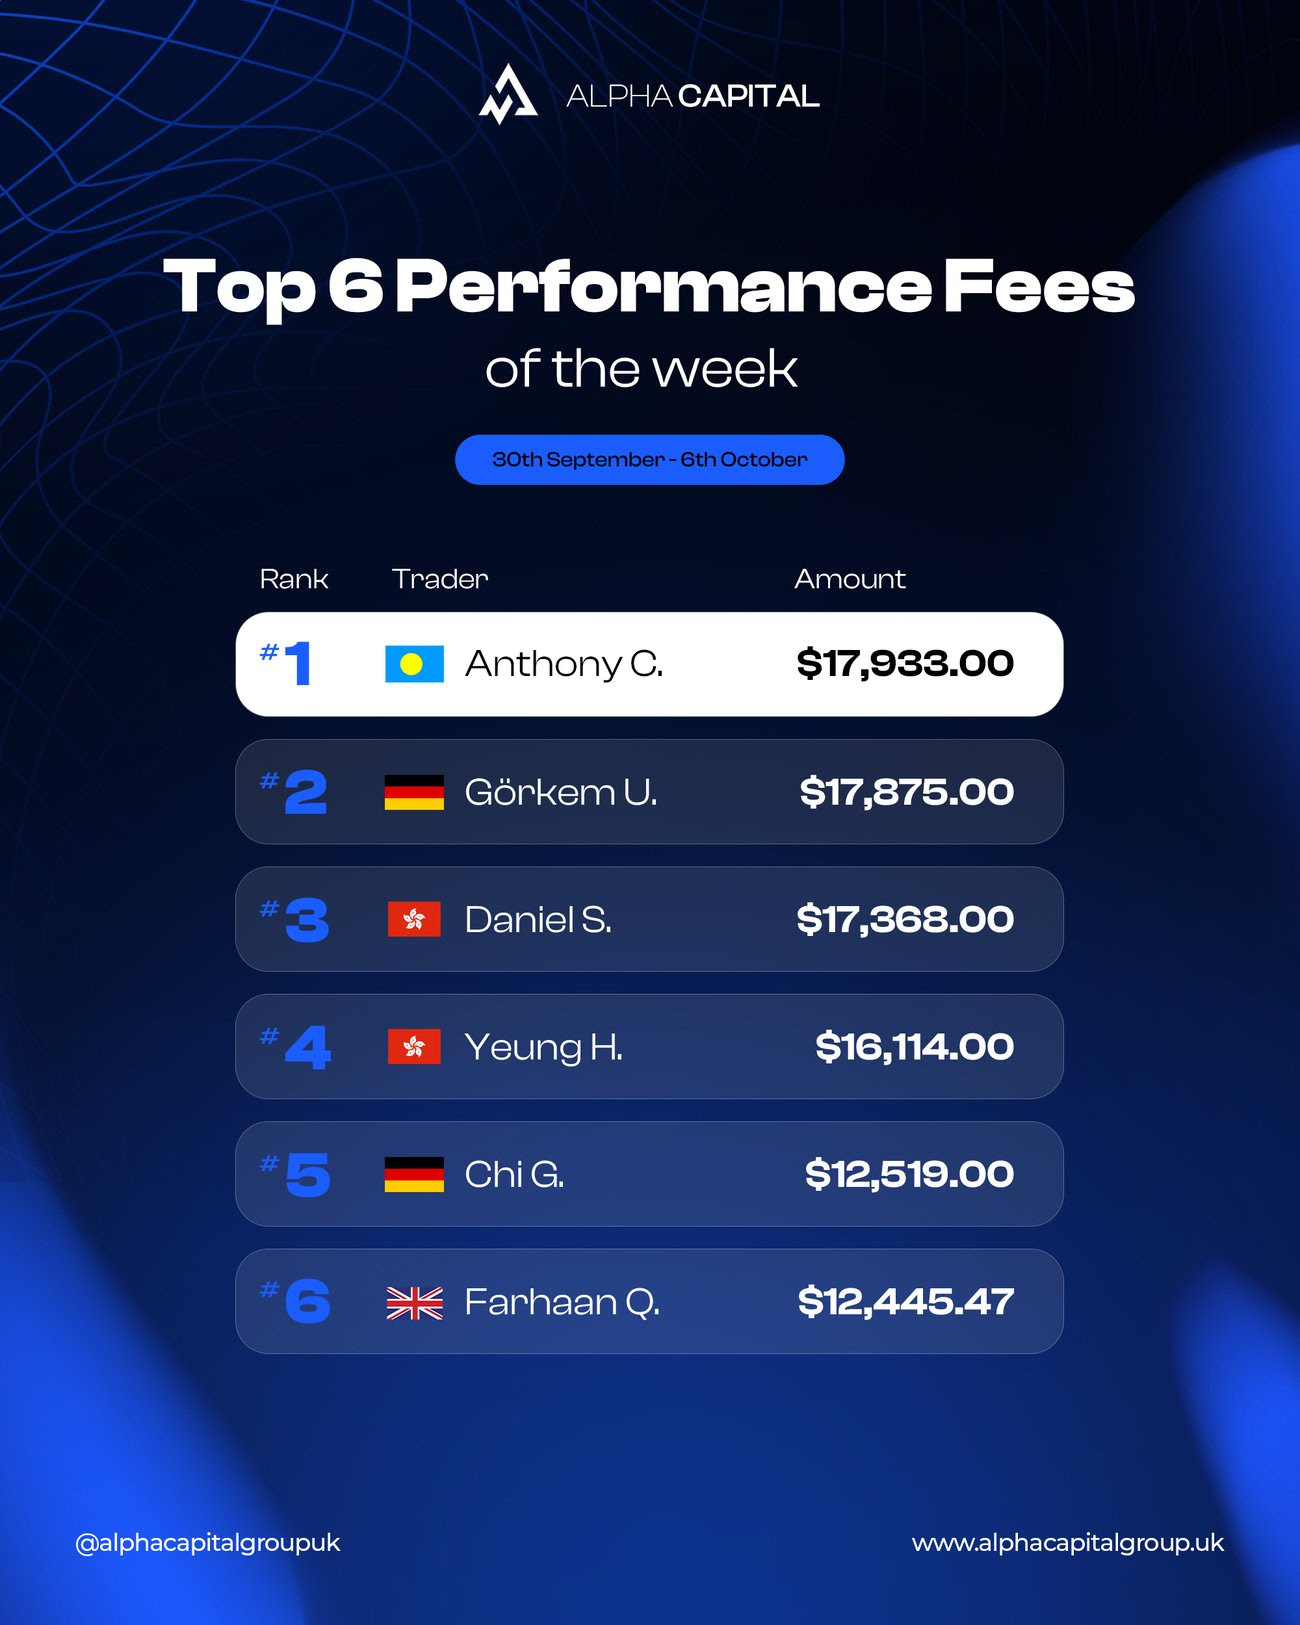 ALPHA CAPITAL
Top 6 Performance Fees
of the week
30th September - 6th October
Rank Trader Amount
#1 Anthony C. $17,933.00
#2 Görkem U. $17,875.00
#3 Daniel S. $17,368.00
#4 Yeung H. $16,114.00
#5 Chi G. $12,519.00
#6 Farhaan Q. $12,445.47
@alphacapitalgroupuk www.alphacapitalgroup.uk